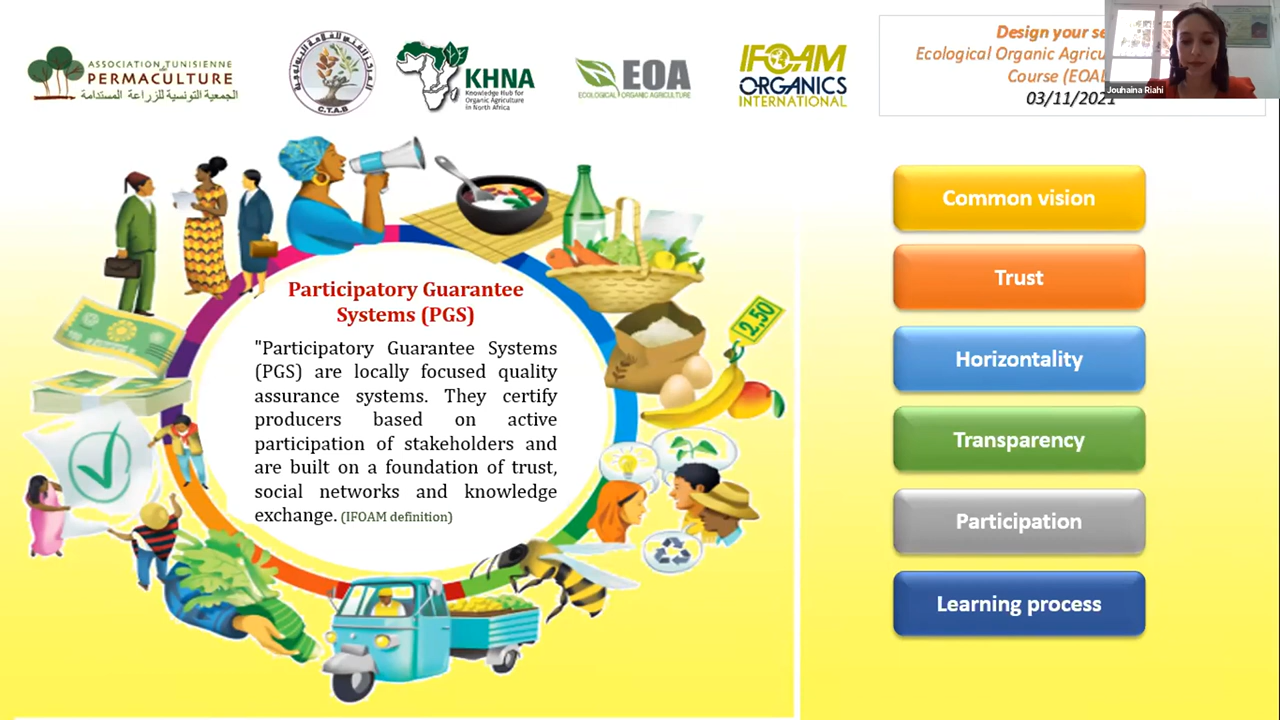 ASSOCIATION TUNISIENNE
PERMACULTURE
الجمعية التونسية للزراعة المستدامة
C.T.A.B
KHNA
Knowledge Hub for
Organic Agriculture
in North Africa
EOA
ECOLOGICAL ORGANIC AGRICULTURE
IFOAM
ORGANICS
INTERNATIONAL
Design your
Ecological Organic
Course
03/11/2021
Jouhaina Riahi
2,50
Participatory Guarantee
Systems (PGS)
"Participatory Guarantee Systems
(PGS) are locally focused quality
assurance systems. They certify
producers based on active
participation of stakeholders and
are built on a foundation of trust,
social networks and knowledge
exchange. (IFOAM definition)
Common vision
Trust
Horizontality
Transparency
Participation
Learning process